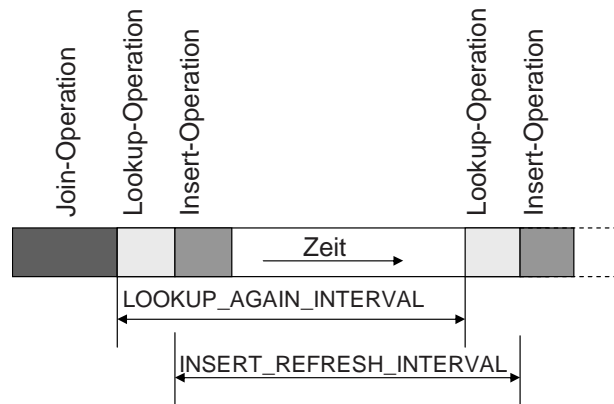 Join-Operation
Lookup-Operation
Insert-Operation
Lookup-Operation
Insert-Operation
Zeit
LOOKUP_AGAIN_INTERVAL
INSERT_REFRESH_INTERVAL